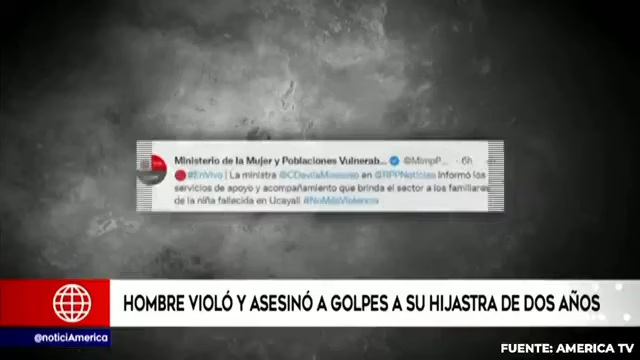 Ministerio de la Mujer y Poblaciones Vulnerab... @MimpP... · 6h
#EnVivo | La ministra @CDavilaMoscoso en @RPPNoticias informó los
servicios de apoyo y acompañamiento que brinda el sector a los familiares
de la niña fallecida en Ucayali #NoMásViolencia
HOMBRE VIOLÓ Y ASESINÓ A GOLPES A SU HIJASTRA DE DOS AÑOS
@noticiAmerica
FUENTE: AMERICA TV